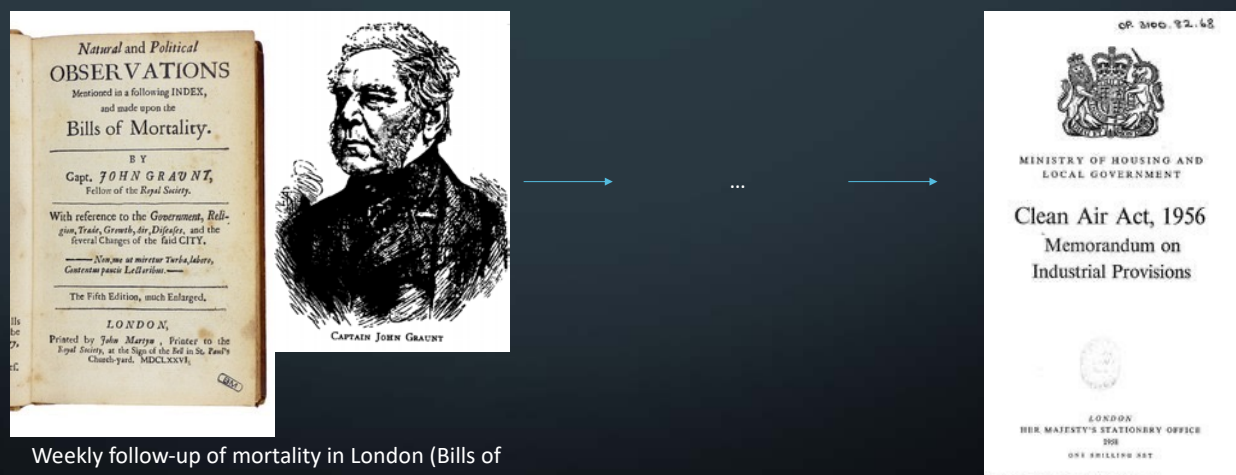 Natural and Political
OBSERVATIONS
Mentioned in a following INDEX,
and made upon the
Bills of Mortality.
BY
Capt. JOHN GRAUNT,
Fellow of the Royal Society.
With reference to the Government, Reli-
gion, Trade, Growth, Air, Diseases, and the
several Changes of the said CITY.
—— Non, me ut miretur Turba, laboro,
Contentus paucis Lectoribus. ——
The Fifth Edition, much Enlarged.
LONDON,
Printed by John Martyn, Printer to the
Royal Society, at the Sign of the Bell in St. Paul's
Church-yard. MDCLXXVI.
CAPTAIN JOHN GRAUNT
Weekly follow-up of mortality in London (Bills of
...
OP. 3100.82.68
MINISTRY OF HOUSING AND
LOCAL GOVERNMENT
Clean Air Act, 1956
Memorandum on
Industrial Provisions
LONDON
HER MAJESTY'S STATIONERY OFFICE
1958
ONE SHILLING NET